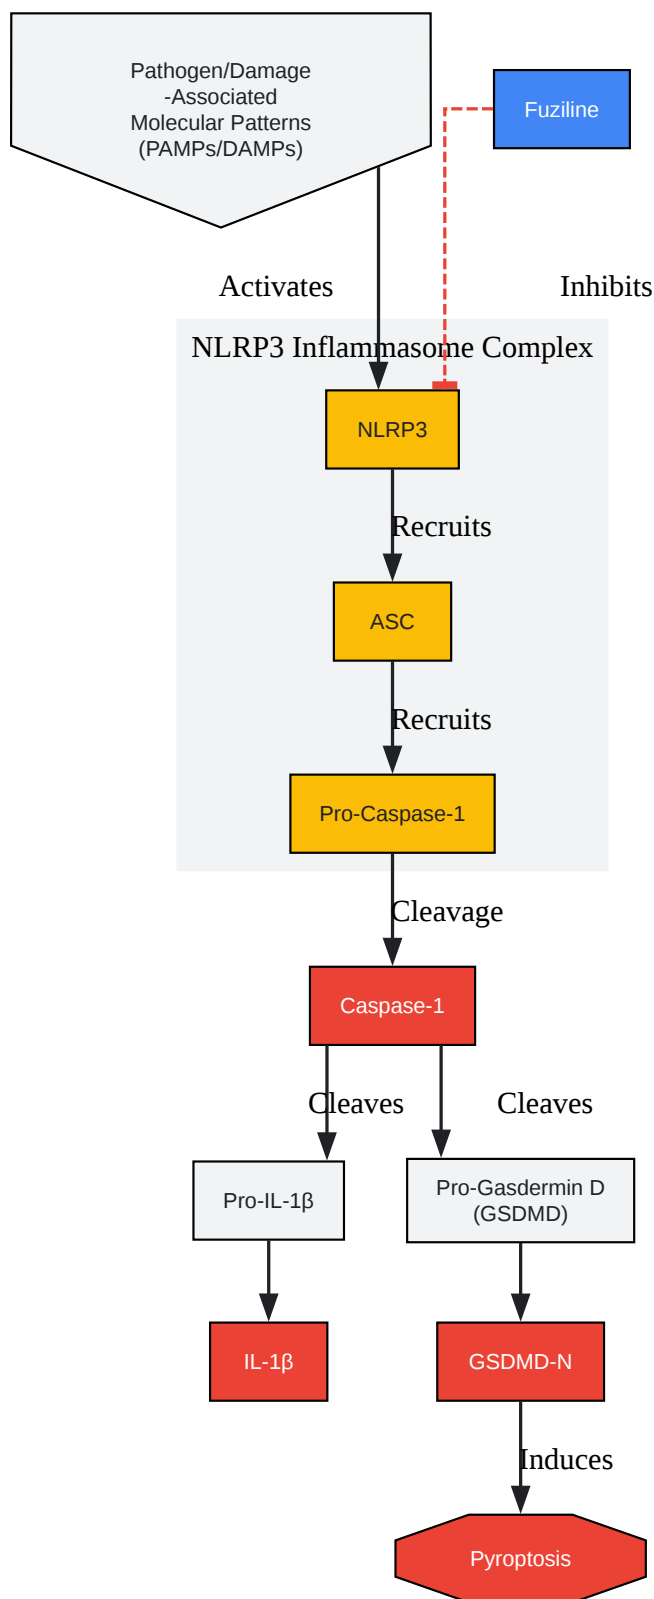 Pathogen/Damage
-Associated
Molecular Patterns
(PAMPs/DAMPs)
Fuziline
Activates
Inhibits
NLRP3 Inflammasome Complex
NLRP3
Recruits
ASC
Recruits
Pro-Caspase-1
Cleavage
Caspase-1
Cleaves
Cleaves
Pro-IL-1β
Pro-Gasdermin D
(GSDMD)
IL-1β
GSDMD-N
Induces
Pyroptosis